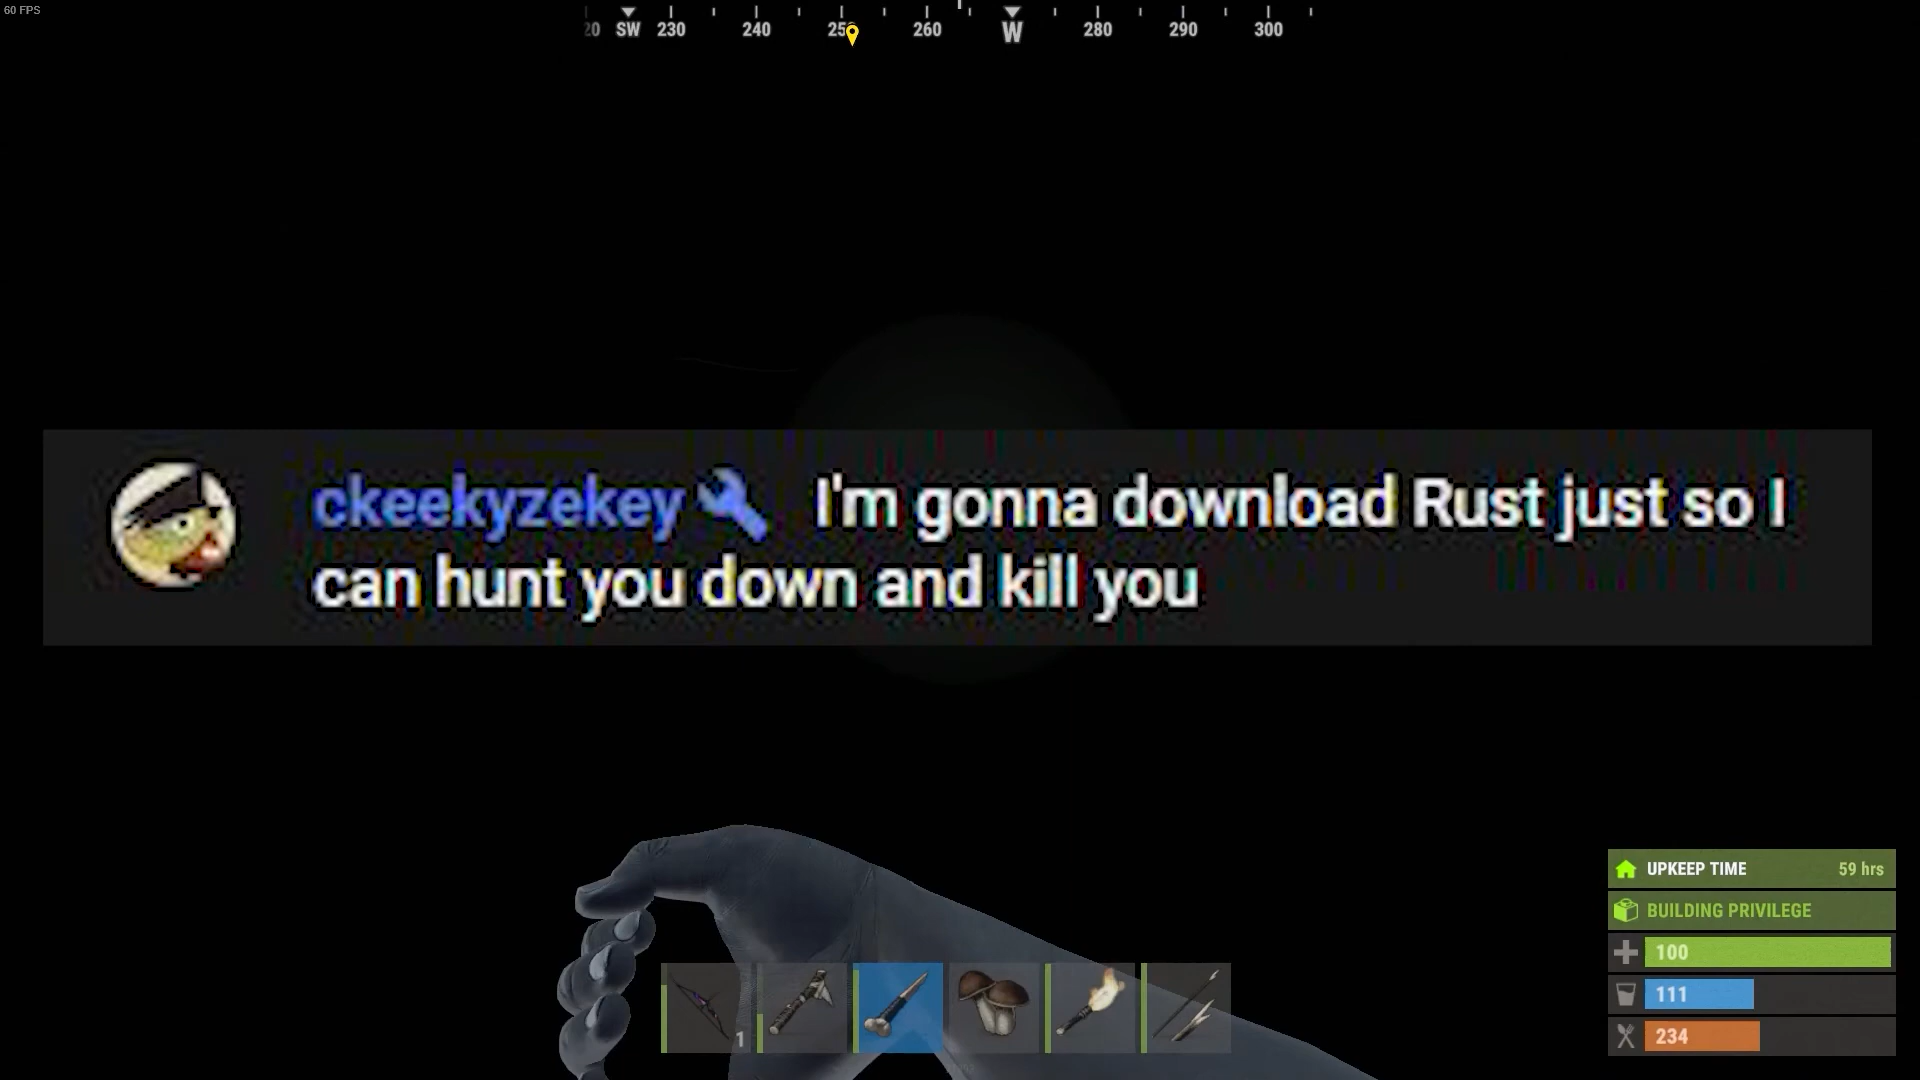 60 FPS
20 SW 230 240 25 260 W 280 290 300
ckeekyzekey I'm gonna download Rust just so I
can hunt you down and kill you
UPKEEP TIME 59 hrs
BUILDING PRIVILEGE
100
111
234
1